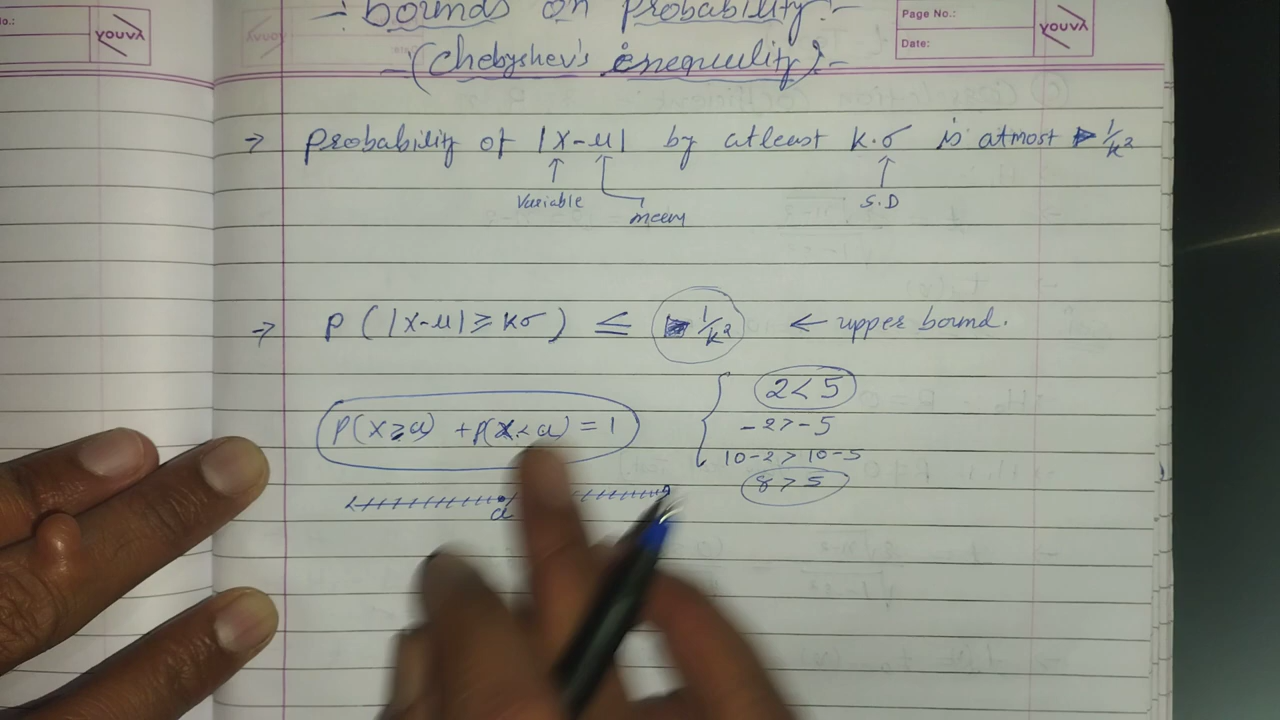 No.:
youva
-: bounds on probability :-
Page No.:
Date:
youva
-(Chebyshev's inequality):-
→ probability of |X-μ| by atleast k.σ is atmost 1/k²
variable
mean
S.D
→ P ( |X-μ| ≥ kσ ) ≤ 1/k² ← upper bound.
2 < 5
P(X≥a) + P(X<a) = 1
-2 > -5
10-2 > 10-5
8 > 5
a